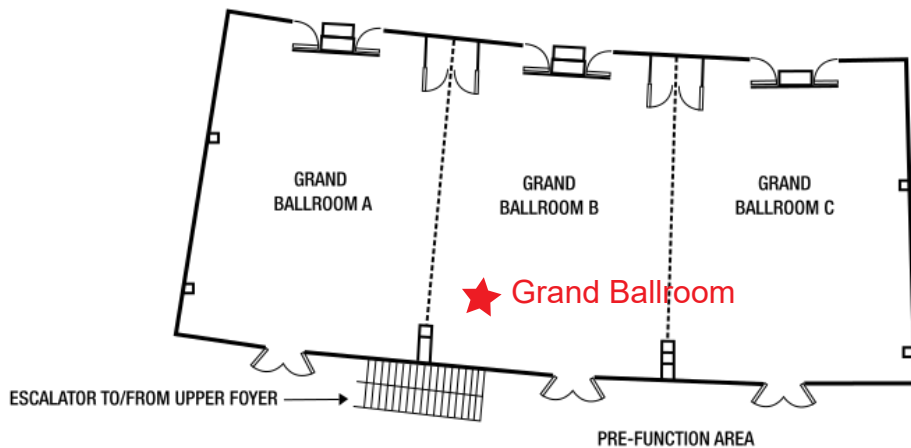 GRAND
BALLROOM A
GRAND
BALLROOM B
GRAND
BALLROOM C
Grand Ballroom
ESCALATOR TO/FROM UPPER FOYER
PRE-FUNCTION AREA